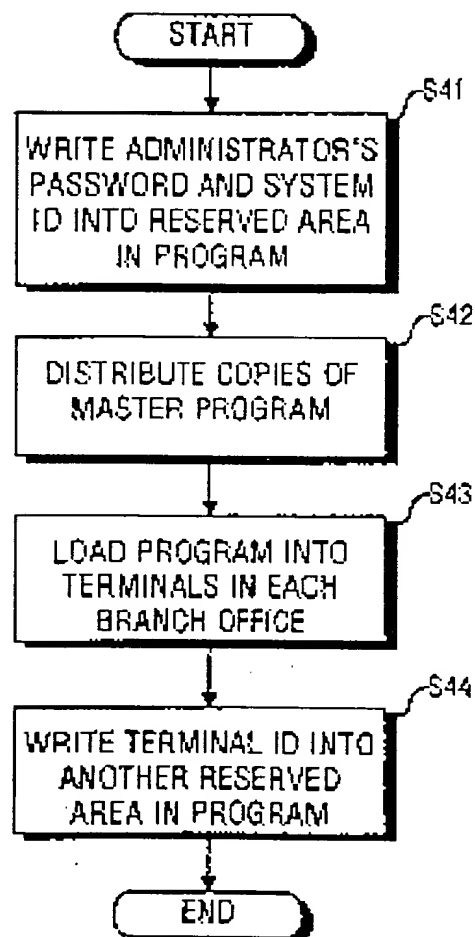 START
S41
WRITE ADMINISTRATOR'S
PASSWORD AND SYSTEM
ID INTO RESERVED AREA
IN PROGRAM
S42
DISTRIBUTE COPIES OF
MASTER PROGRAM
S43
LOAD PROGRAM INTO
TERMINALS IN EACH
BRANCH OFFICE
S44
WRITE TERMINAL ID INTO
ANOTHER RESERVED
AREA IN PROGRAM
END